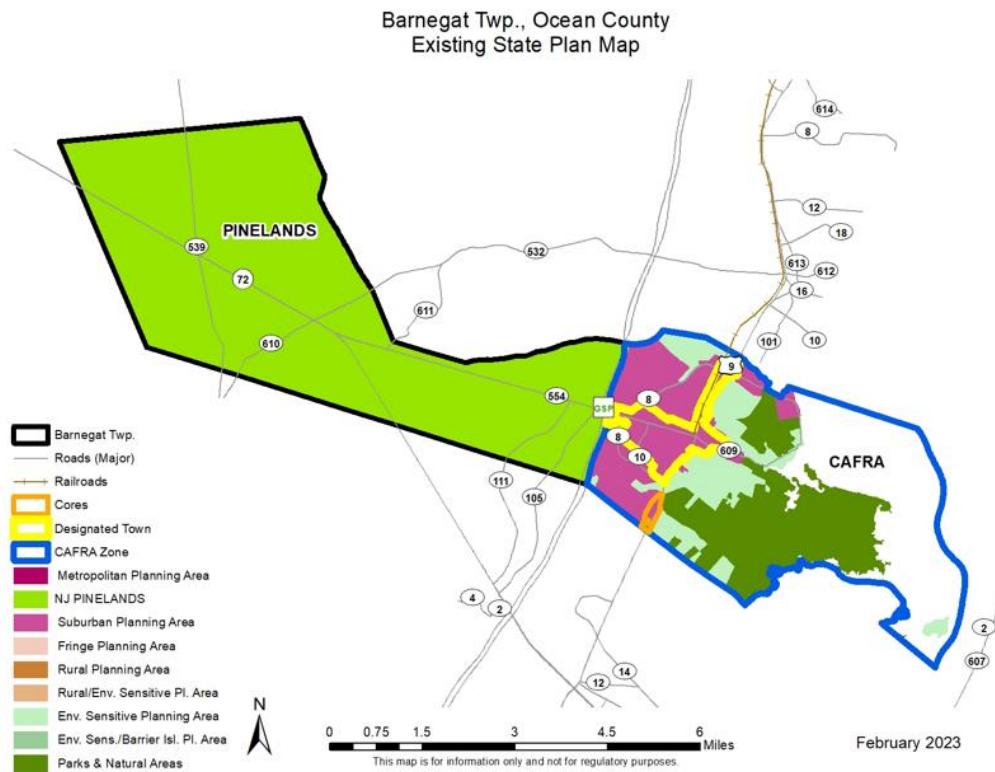 Barnegat Twp., Ocean County
Existing State Plan Map
614
8
12
18
PINELANDS
539
532
613
612
72
16
611
101
10
610
9
554
8
GSP
8
609
10
CAFRA
111
105
4
2
2
607
14
12
Barnegat Twp.
Roads (Major)
Railroads
Cores
Designated Town
CAFRA Zone
Metropolitan Planning Area
NJ PINELANDS
Suburban Planning Area
Fringe Planning Area
Rural Planning Area
Rural/Env. Sensitive Pl. Area
Env. Sensitive Planning Area
Env. Sens./Barrier Isl. Pl. Area
Parks & Natural Areas
N
0 0.75 1.5 3 4.5 6
Miles
This map is for information only and not for regulatory purposes.
February 2023